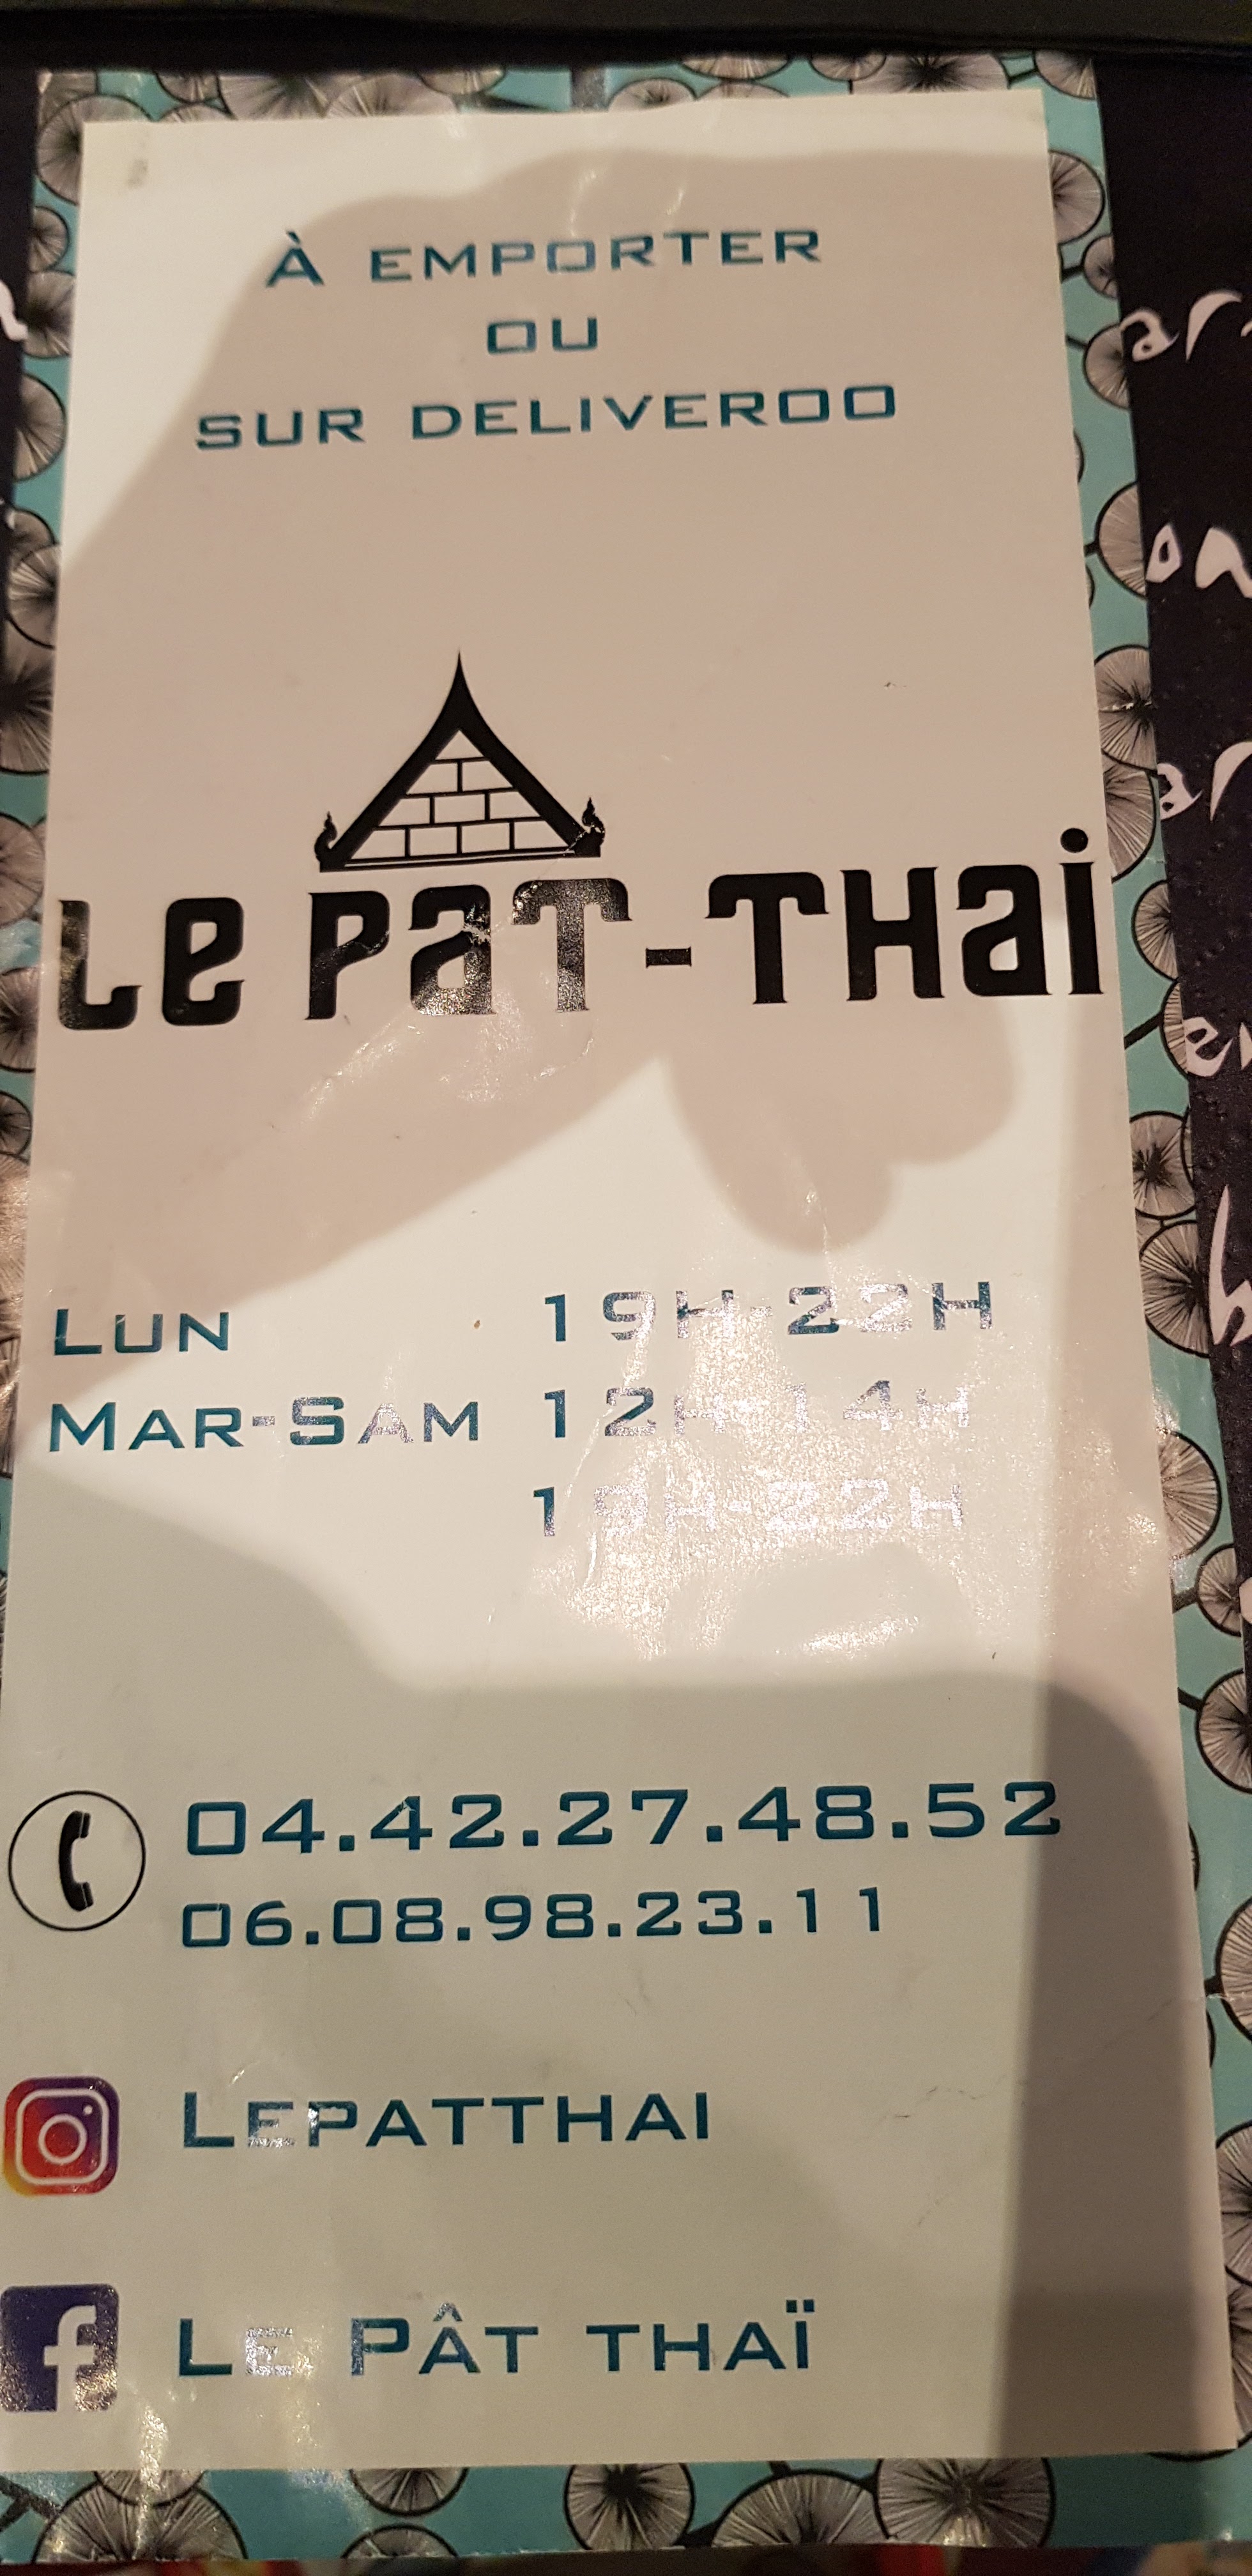 À EMPORTER
OU
SUR DELIVEROO
Le PaT-THai
LUN 19H-22H
MAR-SAM 12H-14H
19H-22H
04.42.27.48.52
06.08.98.23.11
LEPATTHAI
LE PÂT THAÏ